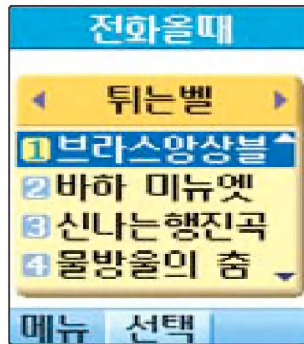 전화올때
튀는벨
1브라스앙상블
2바하 미뉴엣
3신나는행진곡
4물방울의 춤
메뉴 선택